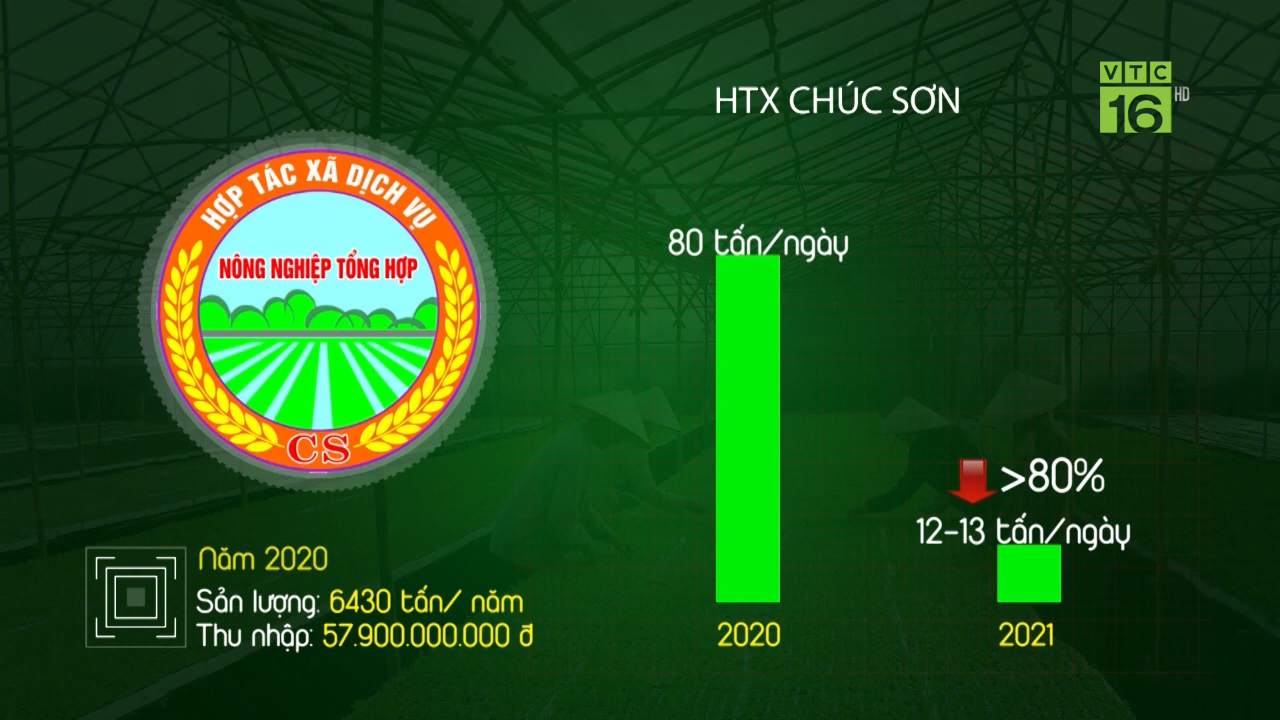 HTX CHÚC SƠN
VTC
16 HD
HỢP TÁC XÃ DỊCH VỤ
NÔNG NGHIỆP TỔNG HỢP
CS
80 tấn/ngày
>80%
12-13 tấn/ngày
Năm 2020
Sản lượng: 6430 tấn/ năm
Thu nhập: 57.900.000.000 đ
2020
2021